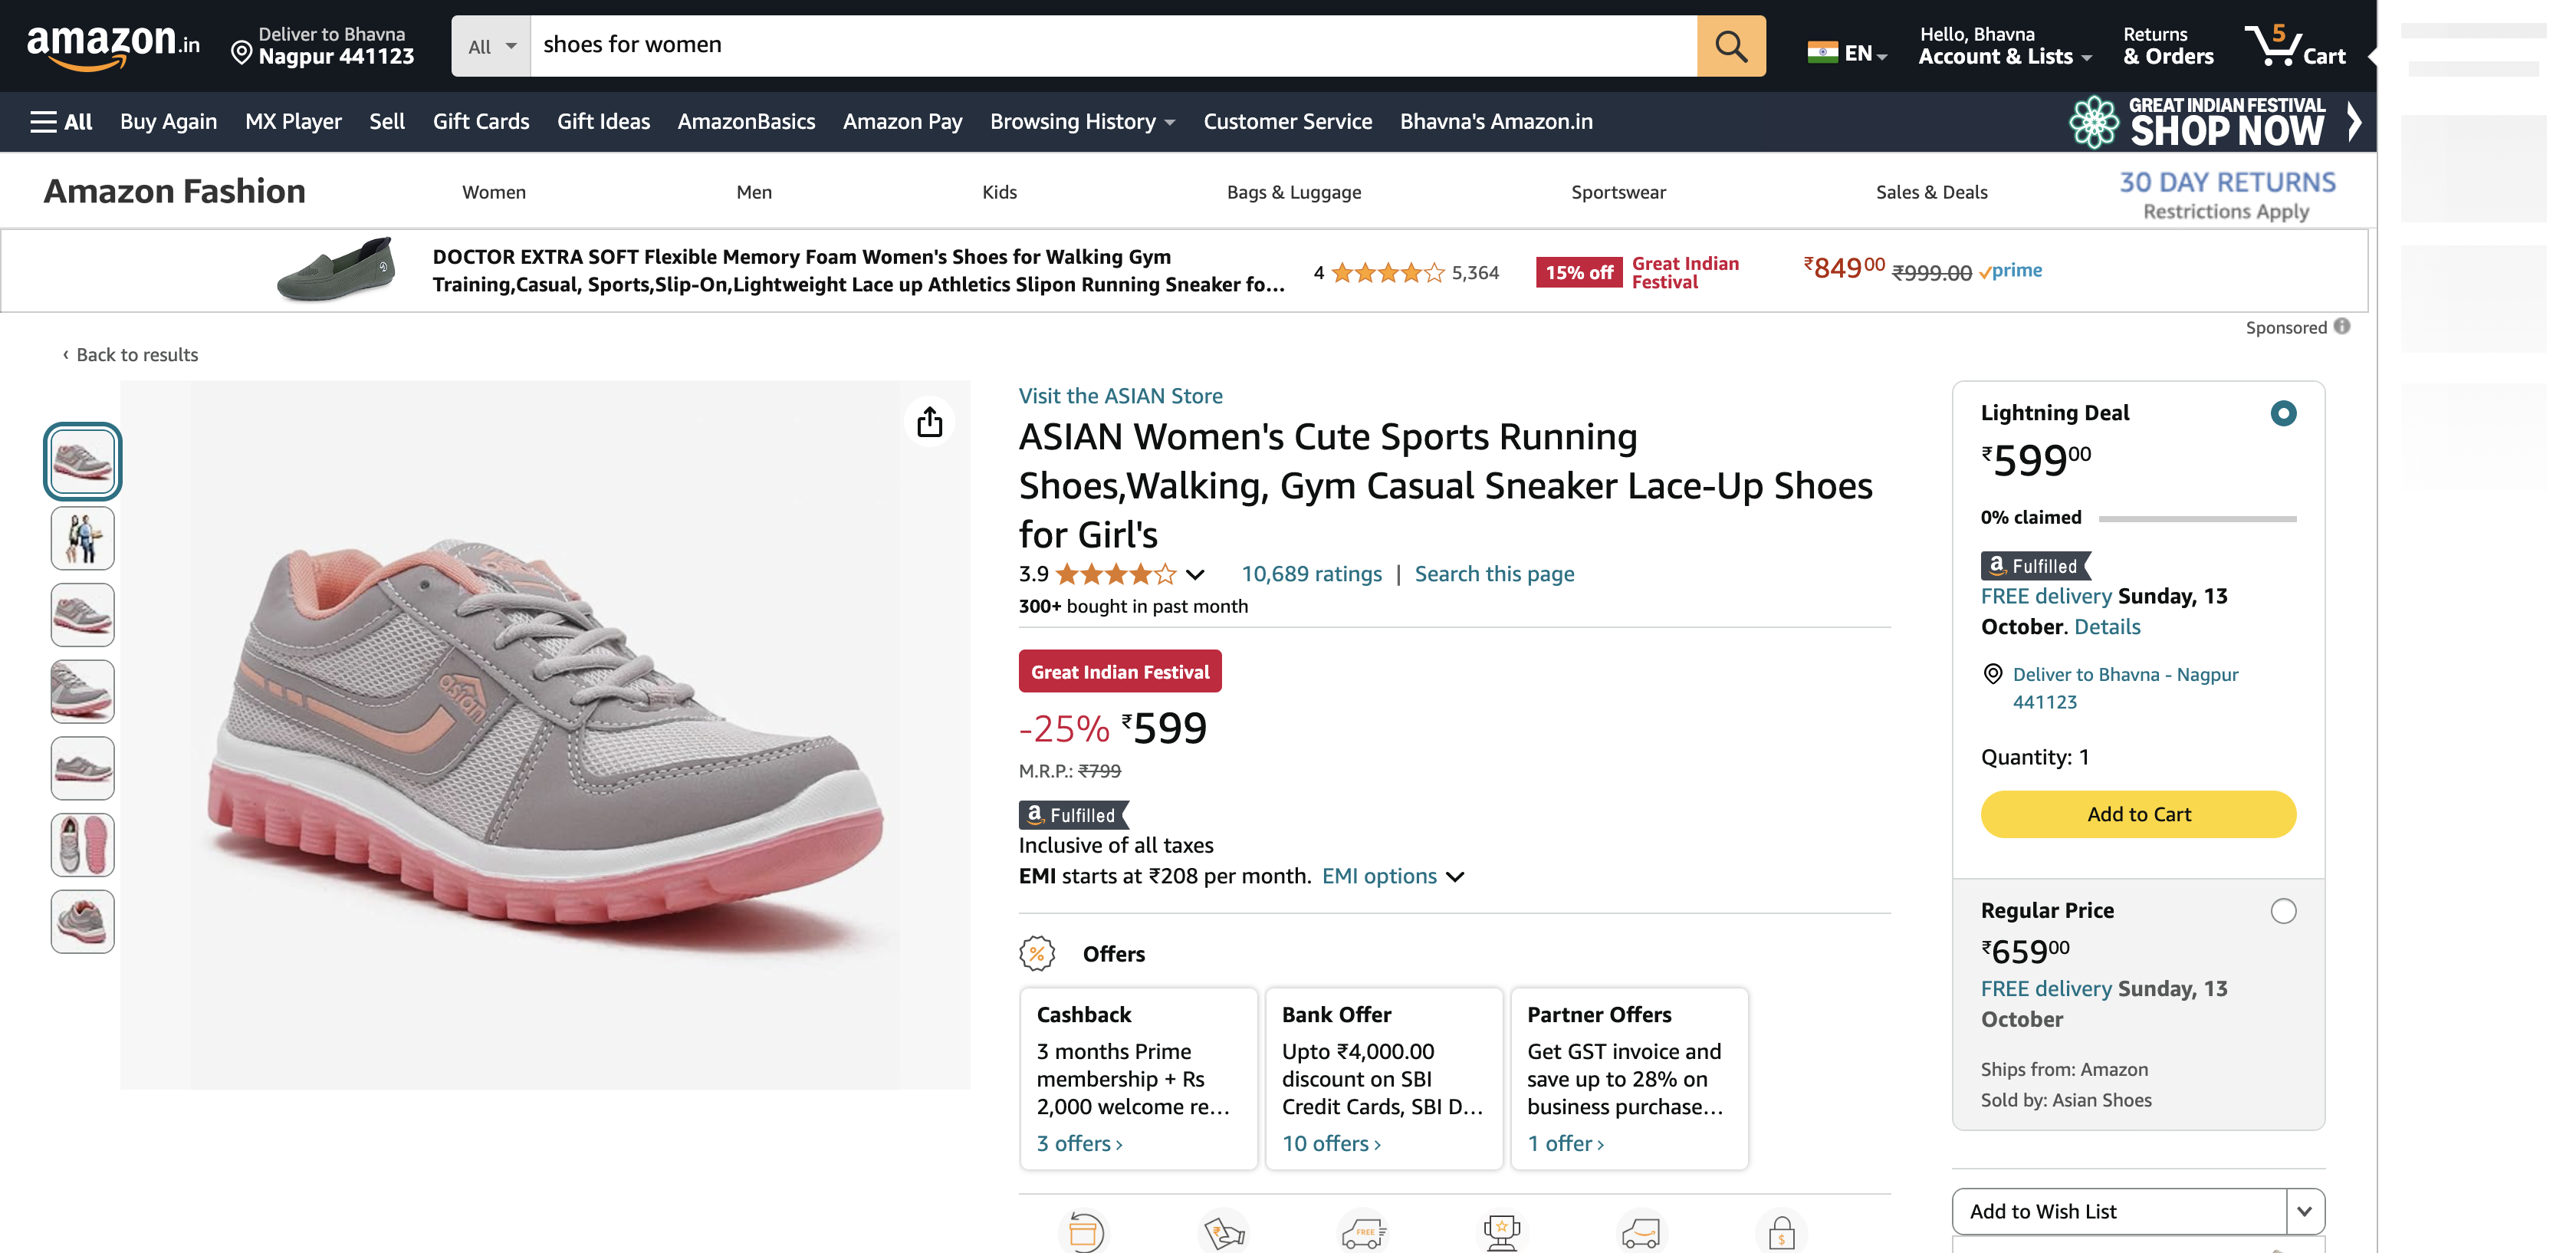 amazon.in
Deliver to Bhavna
Nagpur 441123
All
shoes for women
EN
Hello, Bhavna
Account & Lists
Returns
& Orders
5
Cart
All
Buy Again
MX Player
Sell
Gift Cards
Gift Ideas
AmazonBasics
Amazon Pay
Browsing History
Customer Service
Bhavna's Amazon.in
GREAT INDIAN FESTIVAL
SHOP NOW
Amazon Fashion
Women
Men
Kids
Bags & Luggage
Sportswear
Sales & Deals
30 DAY RETURNS
Restrictions Apply
DOCTOR EXTRA SOFT Flexible Memory Foam Women's Shoes for Walking Gym
Training,Casual, Sports,Slip-On,Lightweight Lace up Athletics Slipon Running Sneaker fo...
4
5,364
15% off
Great Indian
Festival
₹84900 ₹999.00 prime
Sponsored
‹ Back to results
asian
Visit the ASIAN Store
ASIAN Women's Cute Sports Running
Shoes,Walking, Gym Casual Sneaker Lace-Up Shoes
for Girl's
3.9
10,689 ratings | Search this page
300+ bought in past month
Great Indian Festival
-25% ₹599
M.R.P.: ₹799
a Fulfilled
Inclusive of all taxes
EMI starts at ₹208 per month. EMI options
% Offers
Cashback
3 months Prime
membership + Rs
2,000 welcome re...
3 offers ›
Bank Offer
Upto ₹4,000.00
discount on SBI
Credit Cards, SBI D...
10 offers ›
Partner Offers
Get GST invoice and
save up to 28% on
business purchase...
1 offer ›
FREE
Lightning Deal
₹59900
0% claimed
a Fulfilled
FREE delivery Sunday, 13
October. Details
Deliver to Bhavna - Nagpur
441123
Quantity: 1
Add to Cart
Regular Price
₹65900
FREE delivery Sunday, 13
October
Ships from: Amazon
Sold by: Asian Shoes
Add to Wish List